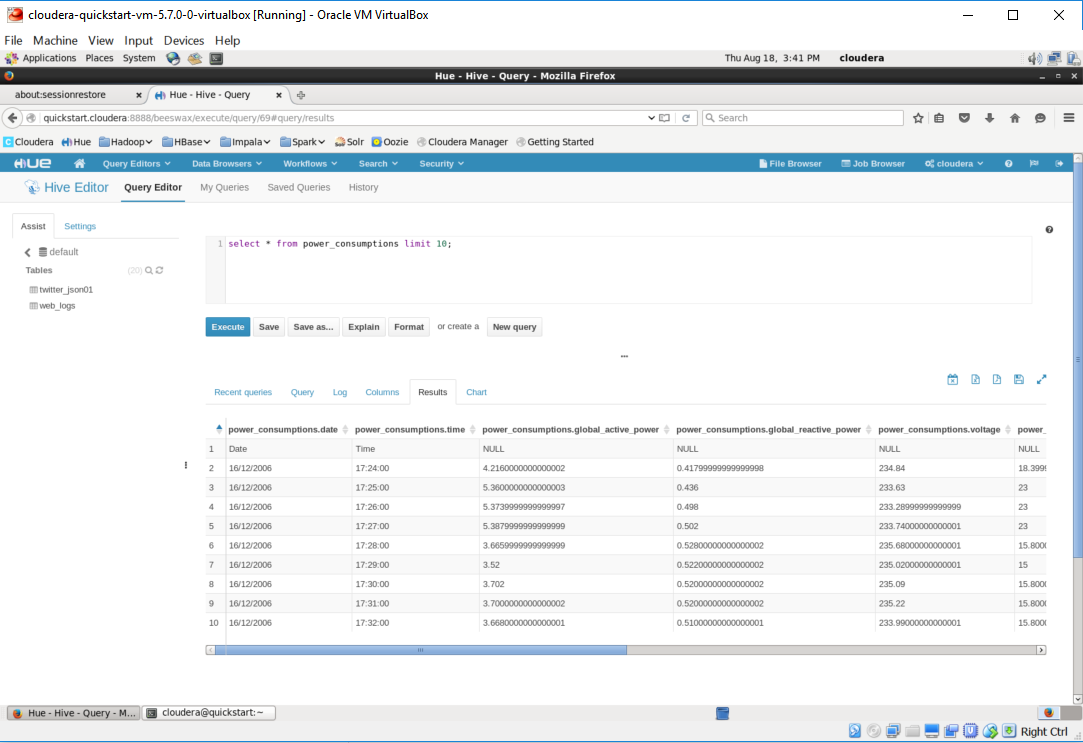 cloudera-quickstart-vm-5.7.0-0-virtualbox [Running] - Oracle VM VirtualBox
File Machine View Input Devices Help
Applications Places System Thu Aug 18, 3:41 PM cloudera
Hue - Hive - Query - Mozilla Firefox
about:sessionrestore Hue - Hive - Query
quickstart.cloudera:8888/beeswax/execute/query/69#query/results Search
Cloudera Hue Hadoop HBase Impala Spark Solr Oozie Cloudera Manager Getting Started
HUE Query Editors Data Browsers Workflows Search Security File Browser Job Browser cloudera
Hive Editor Query Editor My Queries Saved Queries History
Assist Settings
default
Tables (20)
twitter_json01
web_logs
1 select * from power_consumptions limit 10;
Execute Save Save as... Explain Format or create a New query
Recent queries Query Log Columns Results Chart
power_consumptions.date power_consumptions.time power_consumptions.global_active_power power_consumptions.global_reactive_power power_consumptions.voltage power_
1 Date Time NULL NULL NULL NULL
2 16/12/2006 17:24:00 4.2160000000000002 0.41799999999999998 234.84 18.399
3 16/12/2006 17:25:00 5.3600000000000003 0.436 233.63 23
4 16/12/2006 17:26:00 5.3739999999999997 0.498 233.28999999999999 23
5 16/12/2006 17:27:00 5.3879999999999999 0.502 233.74000000000001 23
6 16/12/2006 17:28:00 3.6659999999999999 0.52800000000000002 235.68000000000001 15.800
7 16/12/2006 17:29:00 3.52 0.52200000000000002 235.02000000000001 15
8 16/12/2006 17:30:00 3.702 0.52000000000000002 235.09 15.800
9 16/12/2006 17:31:00 3.7000000000000002 0.52000000000000002 235.22 15.800
10 16/12/2006 17:32:00 3.6680000000000001 0.51000000000000001 233.99000000000001 15.800
Hue - Hive - Query - M... cloudera@quickstart:~
Right Ctrl